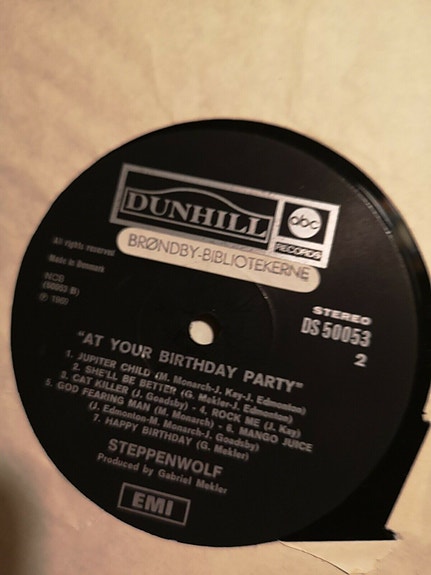 DUNHILL
abc
RECORDS
BRØNDBY-BIBLIOTEKERNE
All rights reserved
Made in Denmark
NCB
(50053 B)
STEREO
DS 50053
2
"AT YOUR BIRTHDAY PARTY"
1. JUPITER CHILD (M. Monarch-J. Kay-J. Edmonton)
2. SHE'LL BE BETTER (G. Mekler-J. Edmonton)
3. CAT KILLER (J. Goadsby) - 4. ROCK ME (J. Kay)
5. GOD FEARING MAN (M. Monarch) - 6. MANGO JUICE
(J. Edmonton-M. Monarch-J. Goadsby)
7. HAPPY BIRTHDAY (G. Mekler)
STEPPENWOLF
Produced by Gabriel Mekler
EMI